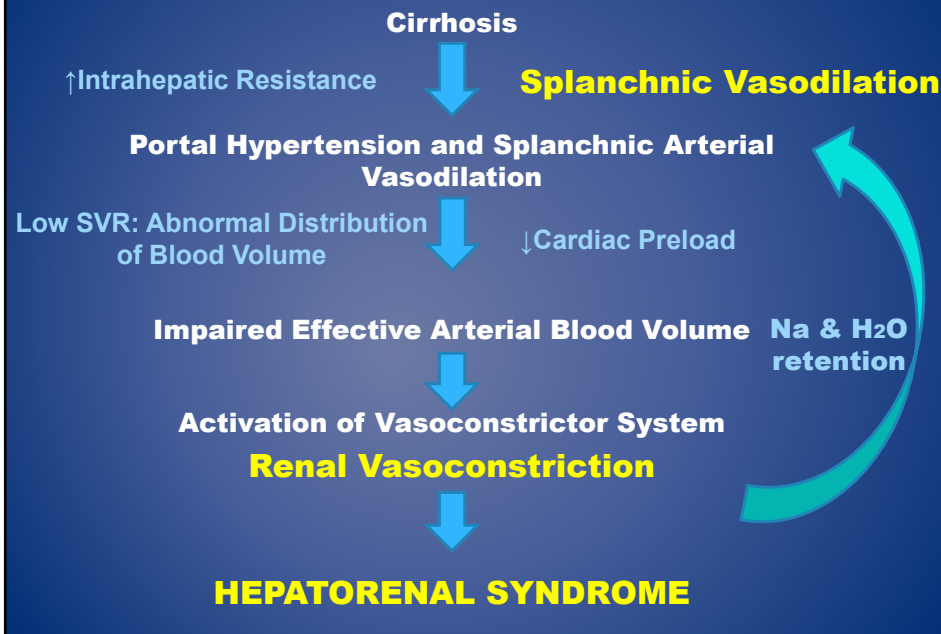 Cirrhosis
↑Intrahepatic Resistance
Splanchnic Vasodilation
Portal Hypertension and Splanchnic Arterial
Vasodilation
Low SVR: Abnormal Distribution
of Blood Volume
↓Cardiac Preload
Impaired Effective Arterial Blood Volume
Na & H₂O
retention
Activation of Vasoconstrictor System
Renal Vasoconstriction
HEPATORENAL SYNDROME